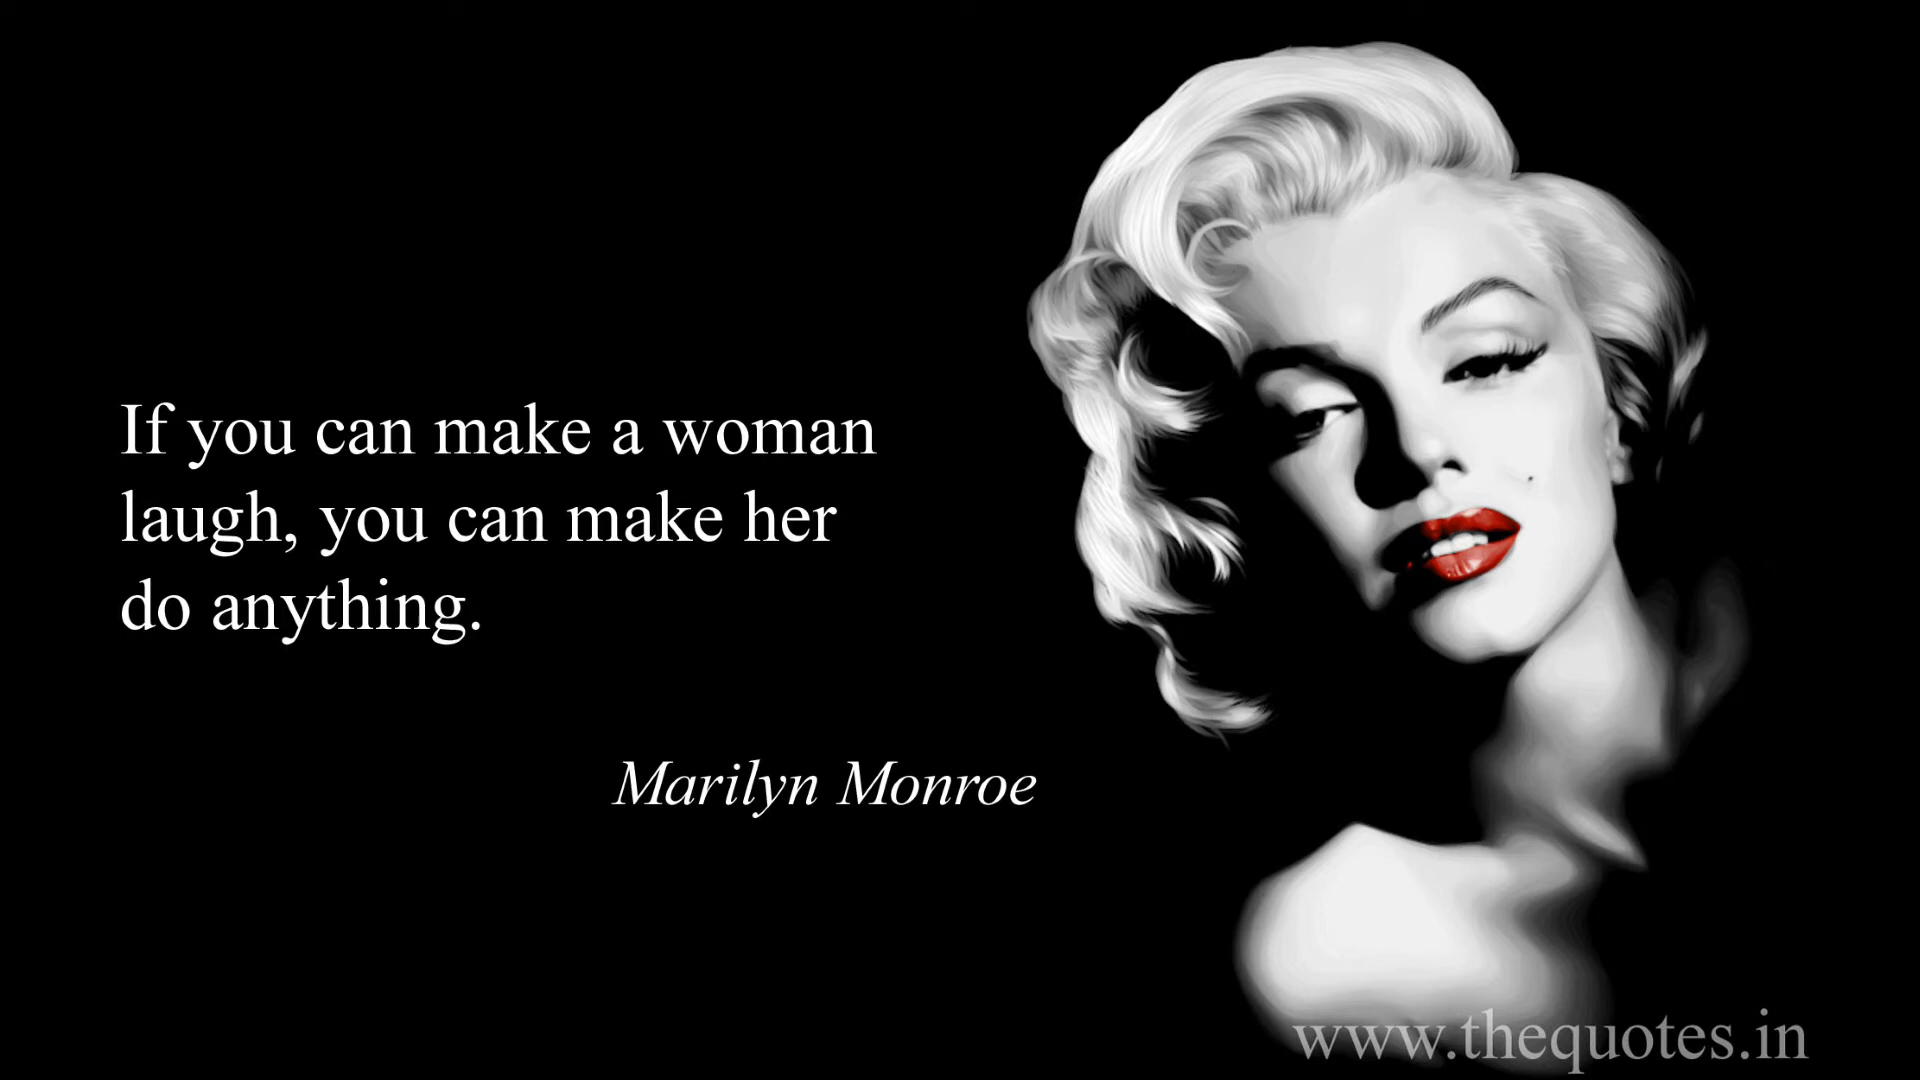 If you can make a woman
laugh, you can make her
do anything.
Marilyn Monroe
www.thequotes.in